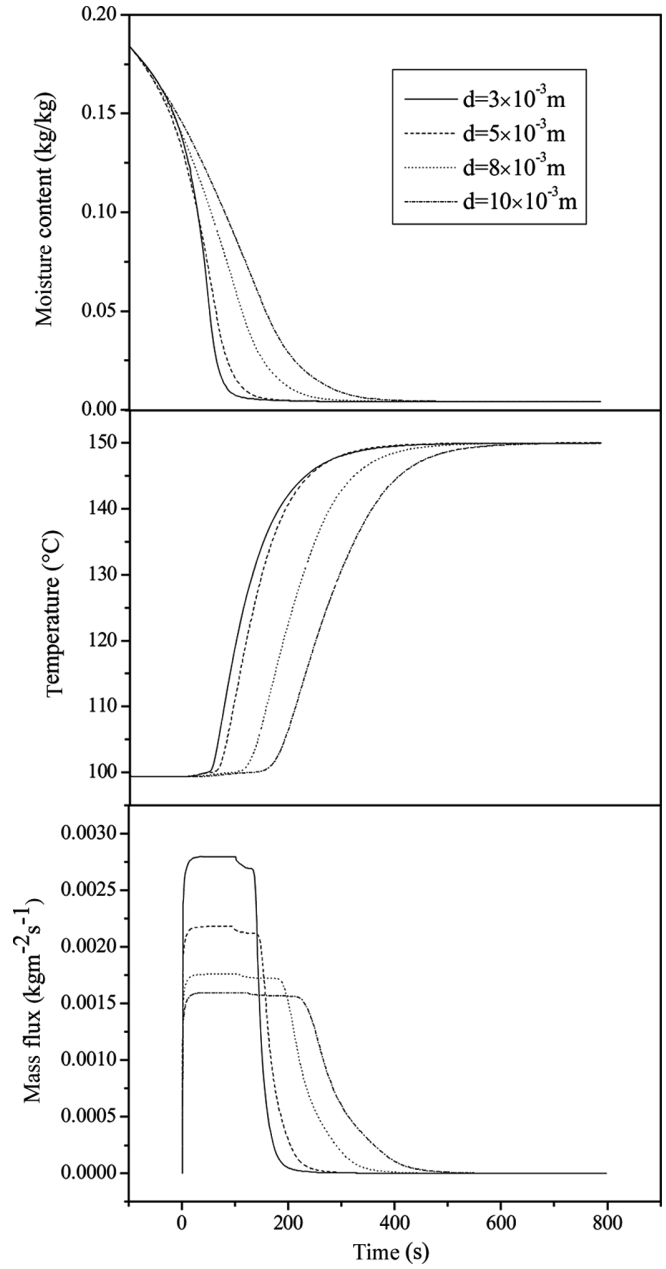 0.20
0.15
0.10
0.05
0.00
Moisture content (kg/kg)
d=3×10⁻³m
d=5×10⁻³m
d=8×10⁻³m
d=10×10⁻³m
150
140
130
120
110
100
Temperature (°C)
0.0030
0.0025
0.0020
0.0015
0.0010
0.0005
0.0000
Mass flux (kgm⁻²s⁻¹)
0 200 400 600 800
Time (s)